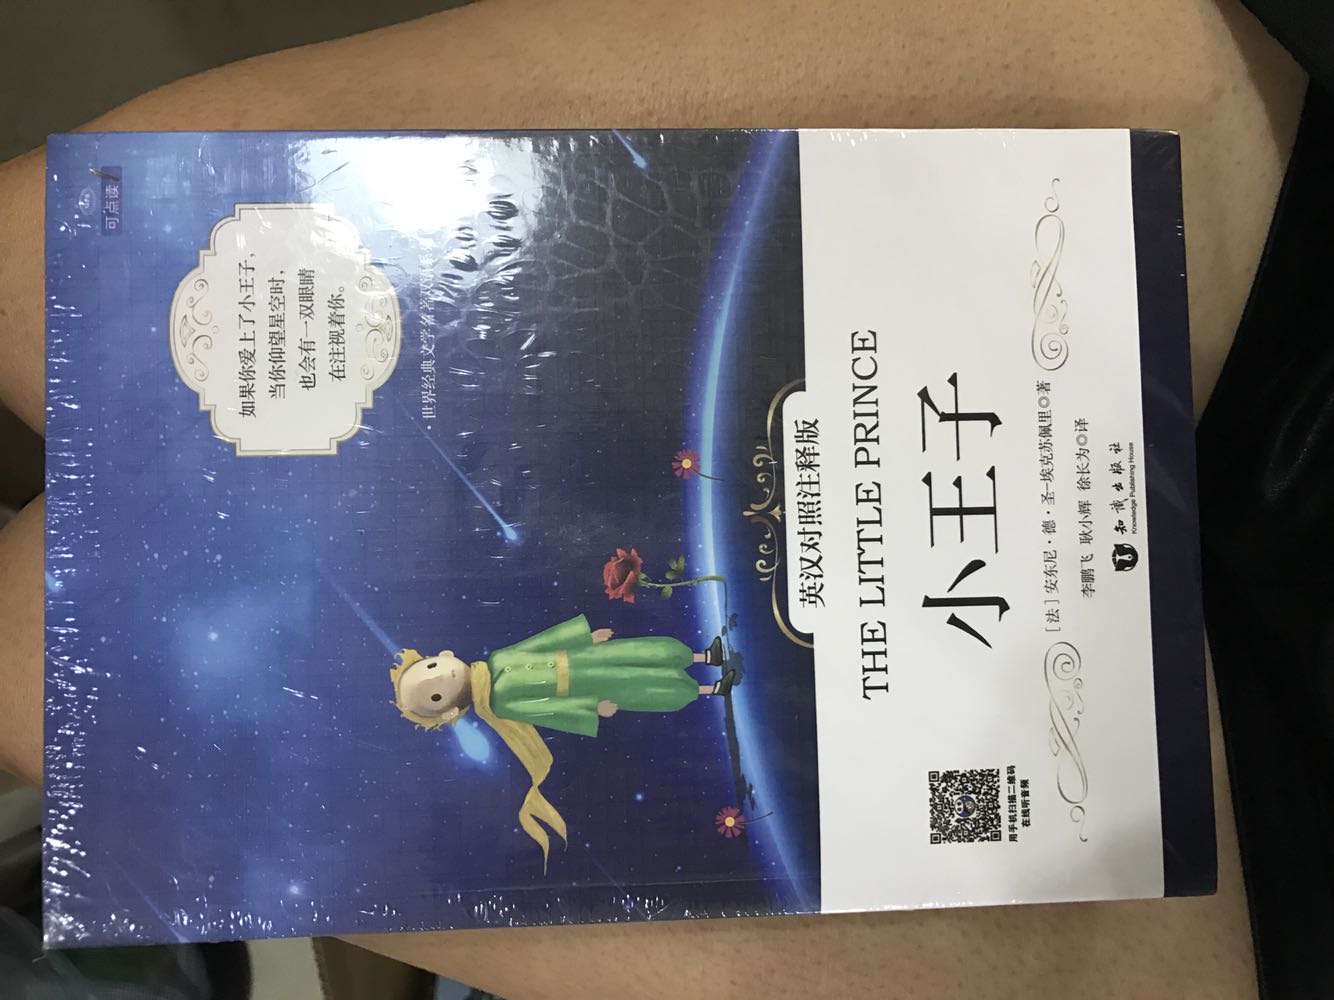 可点读
如果你爱上了小王子，
当你仰望星空时，
也会有一双眼睛
在注视着你。
·世界经典文学名著
英汉对照注释版
THE LITTLE PRINCE
小王子
［法］安东尼·德·圣-埃克苏佩里◎著
李鹏飞 耿小辉 徐长为◎译
知识出版社
Knowledge Publishing House
用手机扫描二维码
在线听音频